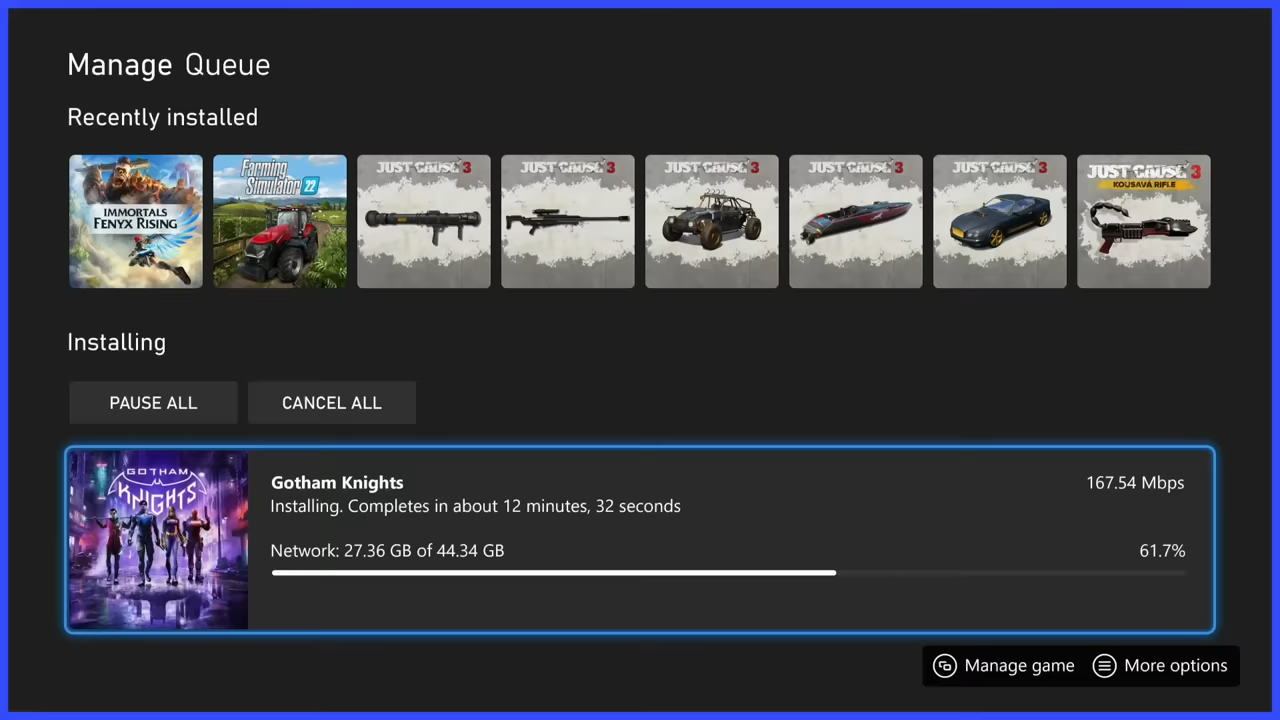 Manage Queue
Recently installed
IMMORTALS
FENYX RISING
Farming
Simulator 22
JUST CAUSE 3
JUST CAUSE 3
JUST CAUSE 3
JUST CAUSE 3
JUST CAUSE 3
JUST CAUSE 3
KOUSAVA RIFLE
Installing
PAUSE ALL
CANCEL ALL
GOTHAM
KNIGHTS
Gotham Knights
167.54 Mbps
Installing. Completes in about 12 minutes, 32 seconds
Network: 27.36 GB of 44.34 GB
61.7%
Manage game
More options